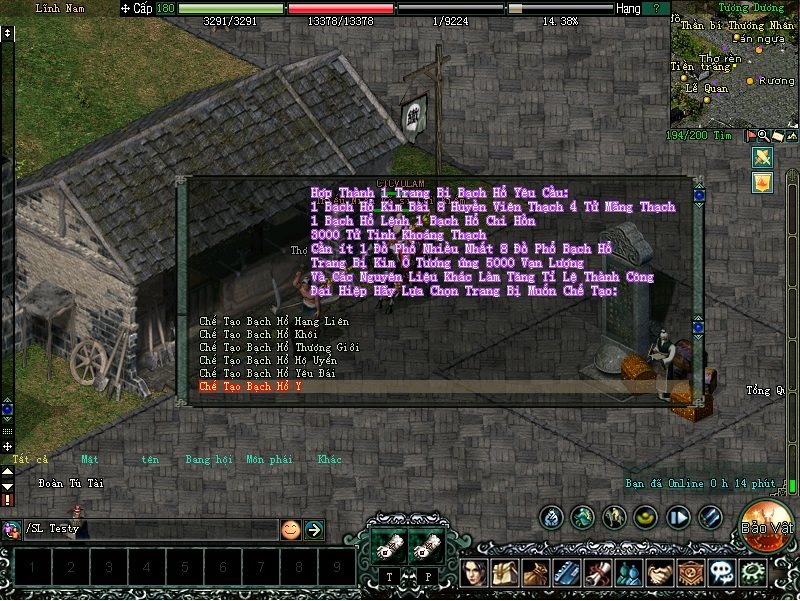 Lĩnh Nam
Cấp 180
Hạng ?
Tương Dương
3291/3291
13378/13378
1/9224
14.38%
Thần bí Thương Nhân
Bán ngựa
Thợ rèn
Tiền trang
Rương
Lễ Quan
194/200 Tìm
Hợp Thành 1 Trang Bị Bạch Hổ Yêu Cầu:
1 Bạch Hổ Kim Bài 8 Huyền Viên Thạch 4 Tử Mãng Thạch
1 Bạch Hổ Lệnh 1 Bạch Hổ Chi Hồn
3000 Tử Tinh Khoáng Thạch
Cần ít 1 Đồ Phổ Nhiều Nhất 8 Đồ Phổ Bạch Hổ
Trang Bị Kim Ô Tương ứng 5000 Vạn Lượng
Và Các Nguyên Liệu Khác Làm Tăng Tỉ Lệ Thành Công
Đại Hiệp Hãy Lựa Chọn Trang Bị Muốn Chế Tạo:
Thợ
Chế Tạo Bạch Hổ Hạng Liên
Chế Tạo Bạch Hổ Khôi
Chế Tạo Bạch Hổ Thượng Giới
Chế Tạo Bạch Hổ Hộ Uyển
Chế Tạo Bạch Hổ Yêu Đái
Chế Tạo Bạch Hổ Y
Tổng Qu
Tất cả Mật tên Bang hội Môn phái Khác
Đoàn Tú Tài
Bạn đã Online 0 h 14 phút
/SL Testy
Bảo Vật
1 2 3 4 5 6 7 8 9
T P